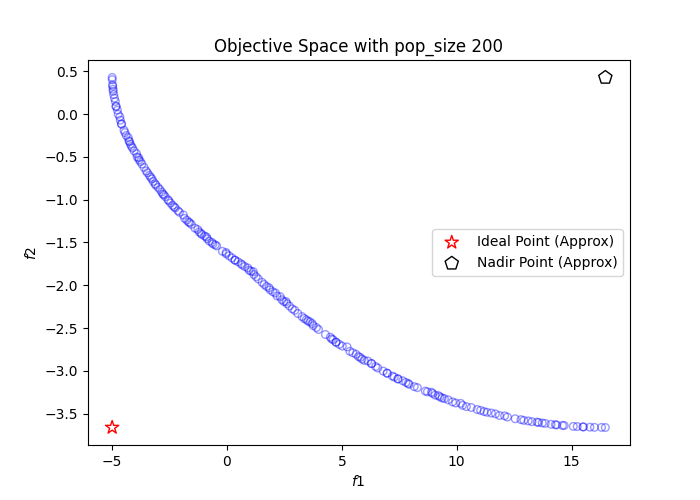 Objective Space with pop_size 200
0.5
0.0
−0.5
−1.0
−1.5
−2.0
−2.5
−3.0
−3.5
f2
Ideal Point (Approx)
Nadir Point (Approx)
−5
0
5
10
15
f1